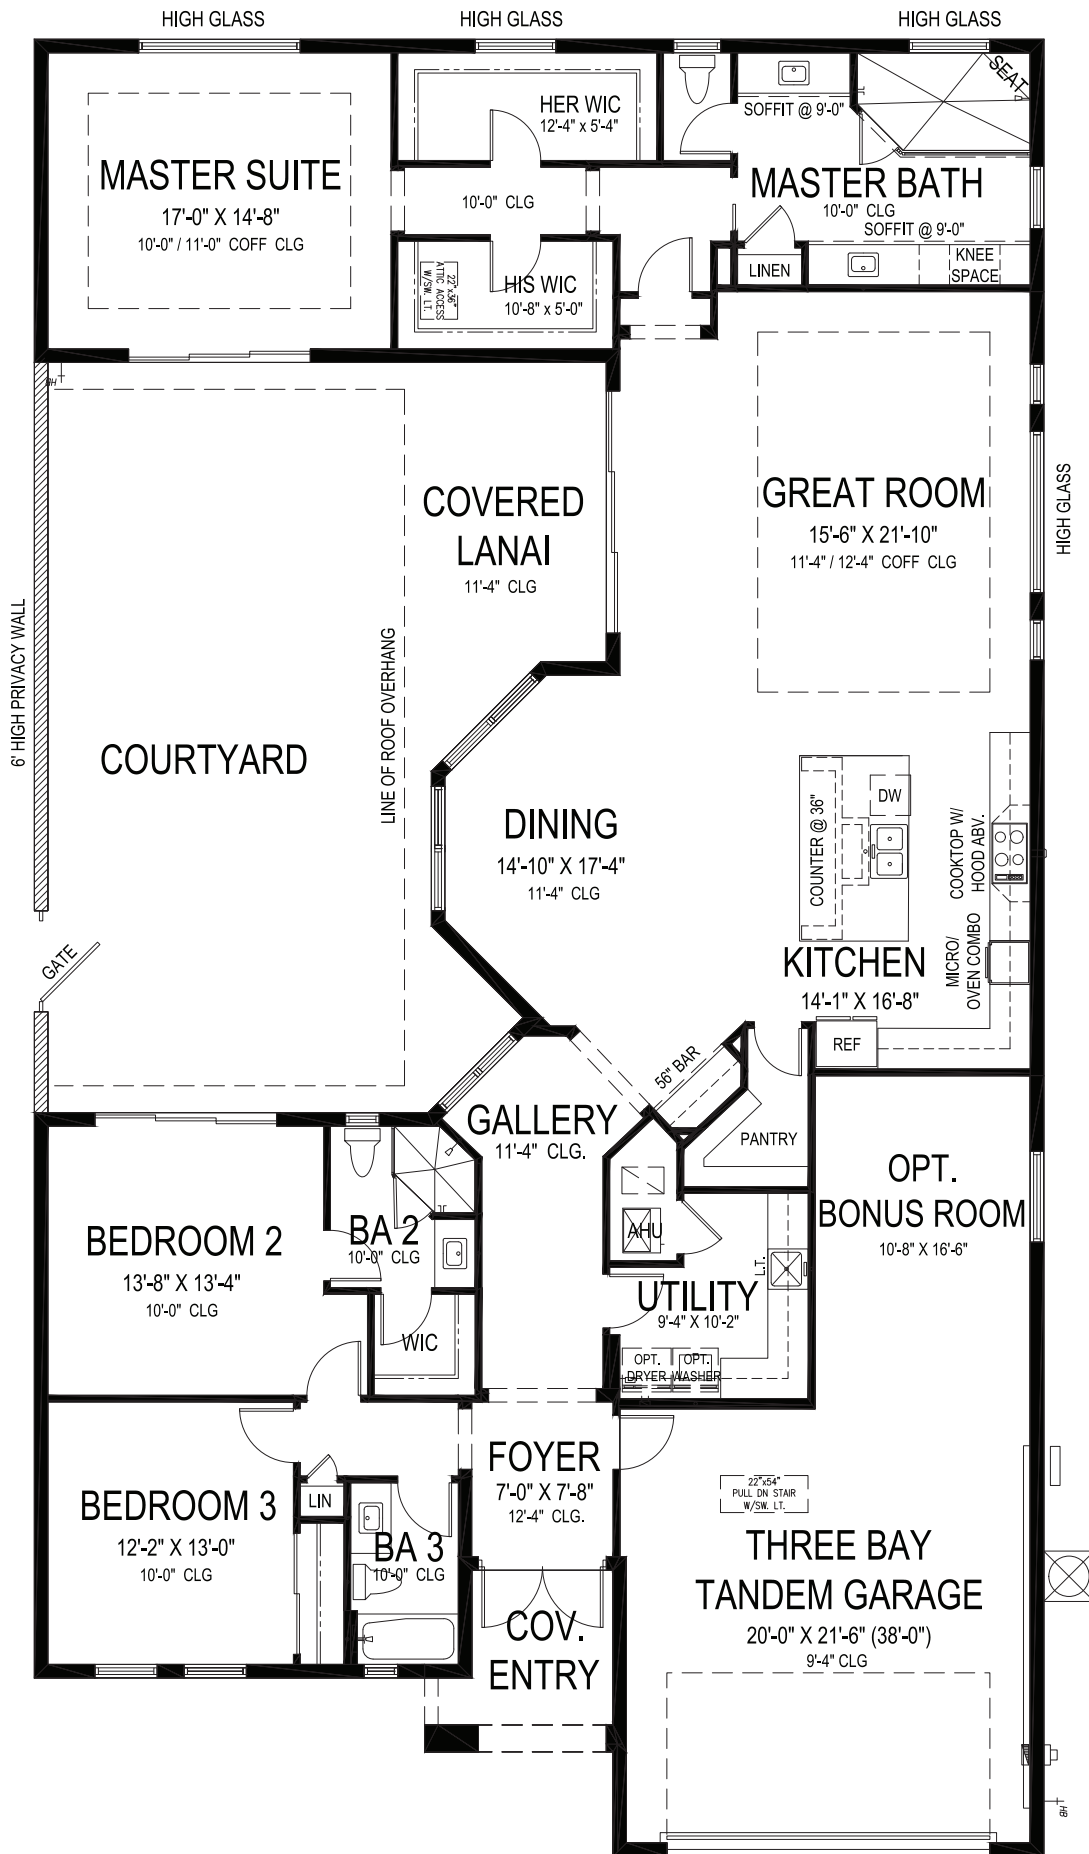 HIGH GLASS
HIGH GLASS
HIGH GLASS
MASTER SUITE
17'-0" X 14'-8"
10'-0" / 11'-0" COFF CLG
HER WIC
12'-4" x 5'-4"
10'-0" CLG
22"x36"
ATTIC ACCESS
W/SW. LT.
HIS WIC
10'-8" x 5'-0"
SOFFIT @ 9'-0"
SEAT
MASTER BATH
10'-0" CLG
SOFFIT @ 9'-0"
LINEN
KNEE
SPACE
HB
COVERED
LANAI
11'-4" CLG
GREAT ROOM
15'-6" X 21'-10"
11'-4" / 12'-4" COFF CLG
HIGH GLASS
6' HIGH PRIVACY WALL
LINE OF ROOF OVERHANG
COURTYARD
GATE
DINING
14'-10" X 17'-4"
11'-4" CLG
COUNTER @ 36"
DW
COOKTOP W/
HOOD ABV.
MICRO/
OVEN COMBO
KITCHEN
14'-1" X 16'-8"
REF
56" BAR
PANTRY
GALLERY
11'-4" CLG.
OPT.
BONUS ROOM
10'-8" X 16'-6"
AHU
L.T.
UTILITY
9'-4" X 10'-2"
OPT.
DRYER
OPT.
WASHER
BEDROOM 2
13'-8" X 13'-4"
10'-0" CLG
BA 2
10'-0" CLG
WIC
FOYER
7'-0" X 7'-8"
12'-4" CLG.
BEDROOM 3
12'-2" X 13'-0"
10'-0" CLG
LIN
BA 3
10'-0" CLG
COV.
ENTRY
22"x54"
PULL DN STAIR
W/SW. LT.
THREE BAY
TANDEM GARAGE
20'-0" X 21'-6" (38'-0")
9'-4" CLG
HB